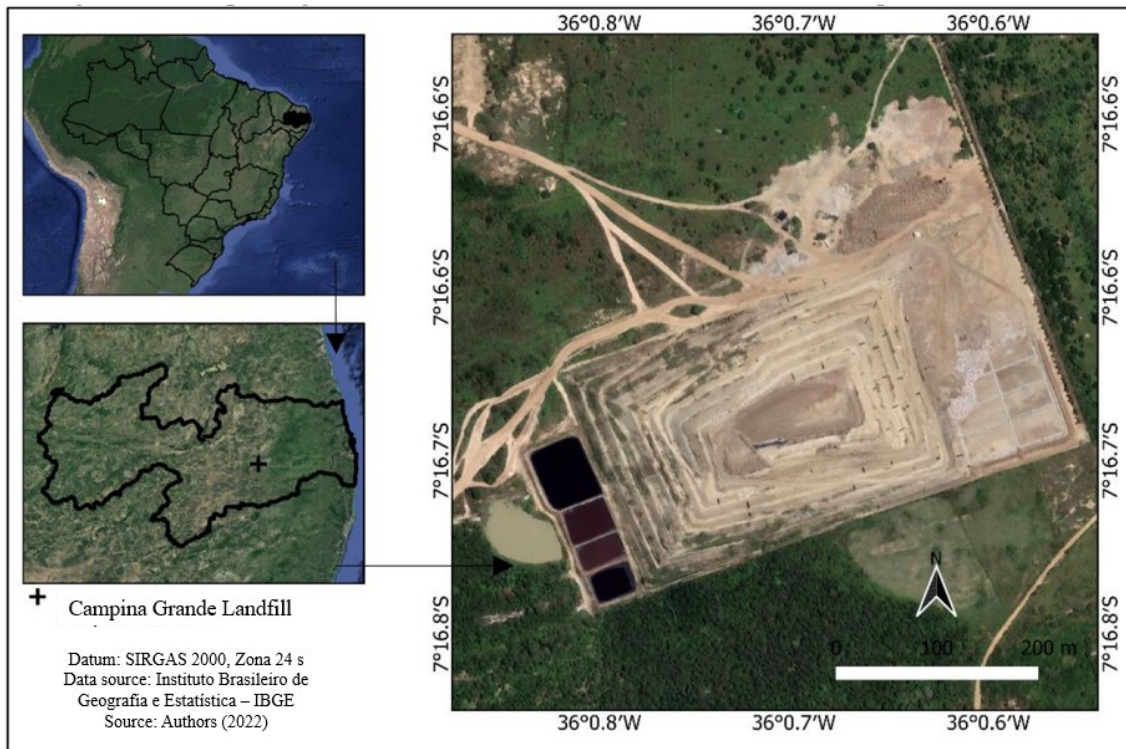 36°0.8′W 36°0.7′W 36°0.6′W
7°16.6′S 7°16.6′S
7°16.6′S 7°16.6′S
7°16.7′S 7°16.7′S
7°16.8′S 7°16.8′S
N
0 100 200 m
36°0.8′W 36°0.7′W 36°0.6′W
+ Campina Grande Landfill
Datum: SIRGAS 2000, Zona 24 s
Data source: Instituto Brasileiro de
Geografia e Estatística – IBGE
Source: Authors (2022)